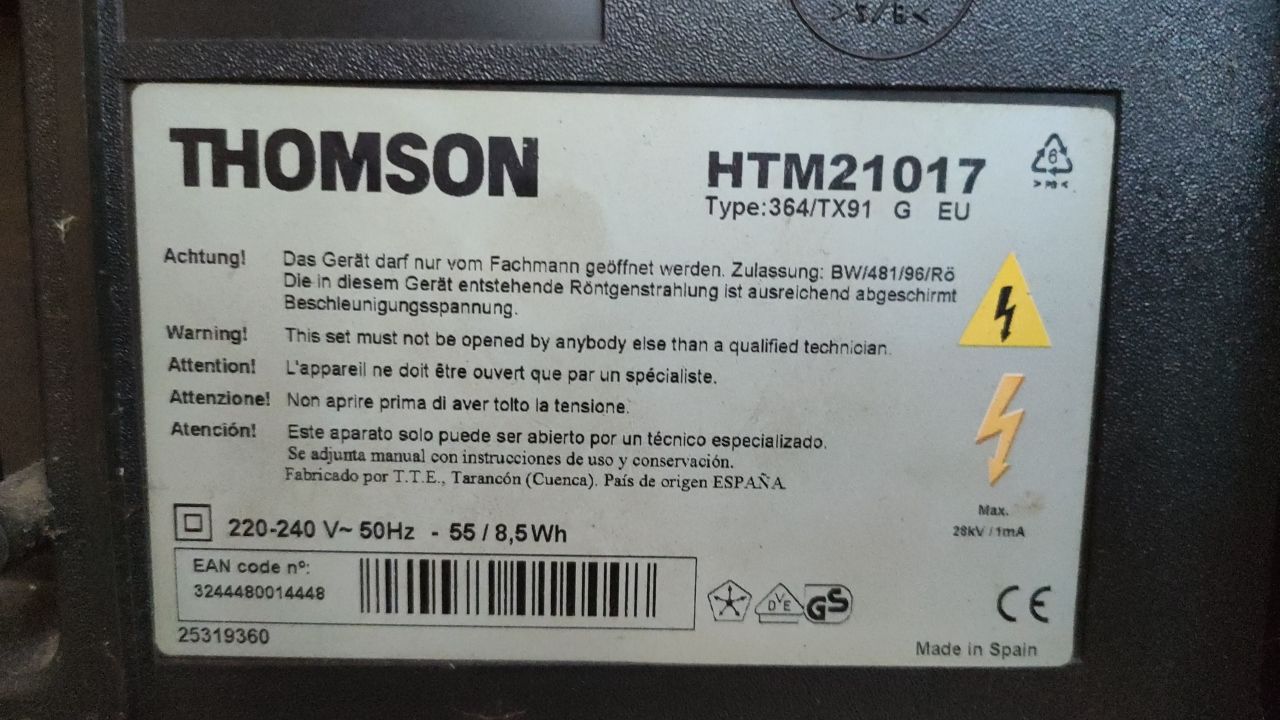 >S/B<
THOMSON
HTM21017
Type:364/TX91 G EU
6
> PS <
Achtung! Das Gerät darf nur vom Fachmann geöffnet werden. Zulassung: BW/481/96/Rö
Die in diesem Gerät entstehende Röntgenstrahlung ist ausreichend abgeschirmt
Beschleunigungsspannung.
Warning! This set must not be opened by anybody else than a qualified technician.
Attention! L'appareil ne doit être ouvert que par un spécialiste.
Attenzione! Non aprire prima di aver tolto la tensione.
Atención! Este aparato solo puede ser abierto por un técnico especializado.
Se adjunta manual con instrucciones de uso y conservación.
Fabricado por T.T.E., Tarancón (Cuenca). País de origen ESPAÑA
Max.
28kV / 1mA
220-240 V~ 50Hz - 55 / 8,5Wh
EAN code nº:
3244480014448
25319360
DVE
GS
CE
Made in Spain